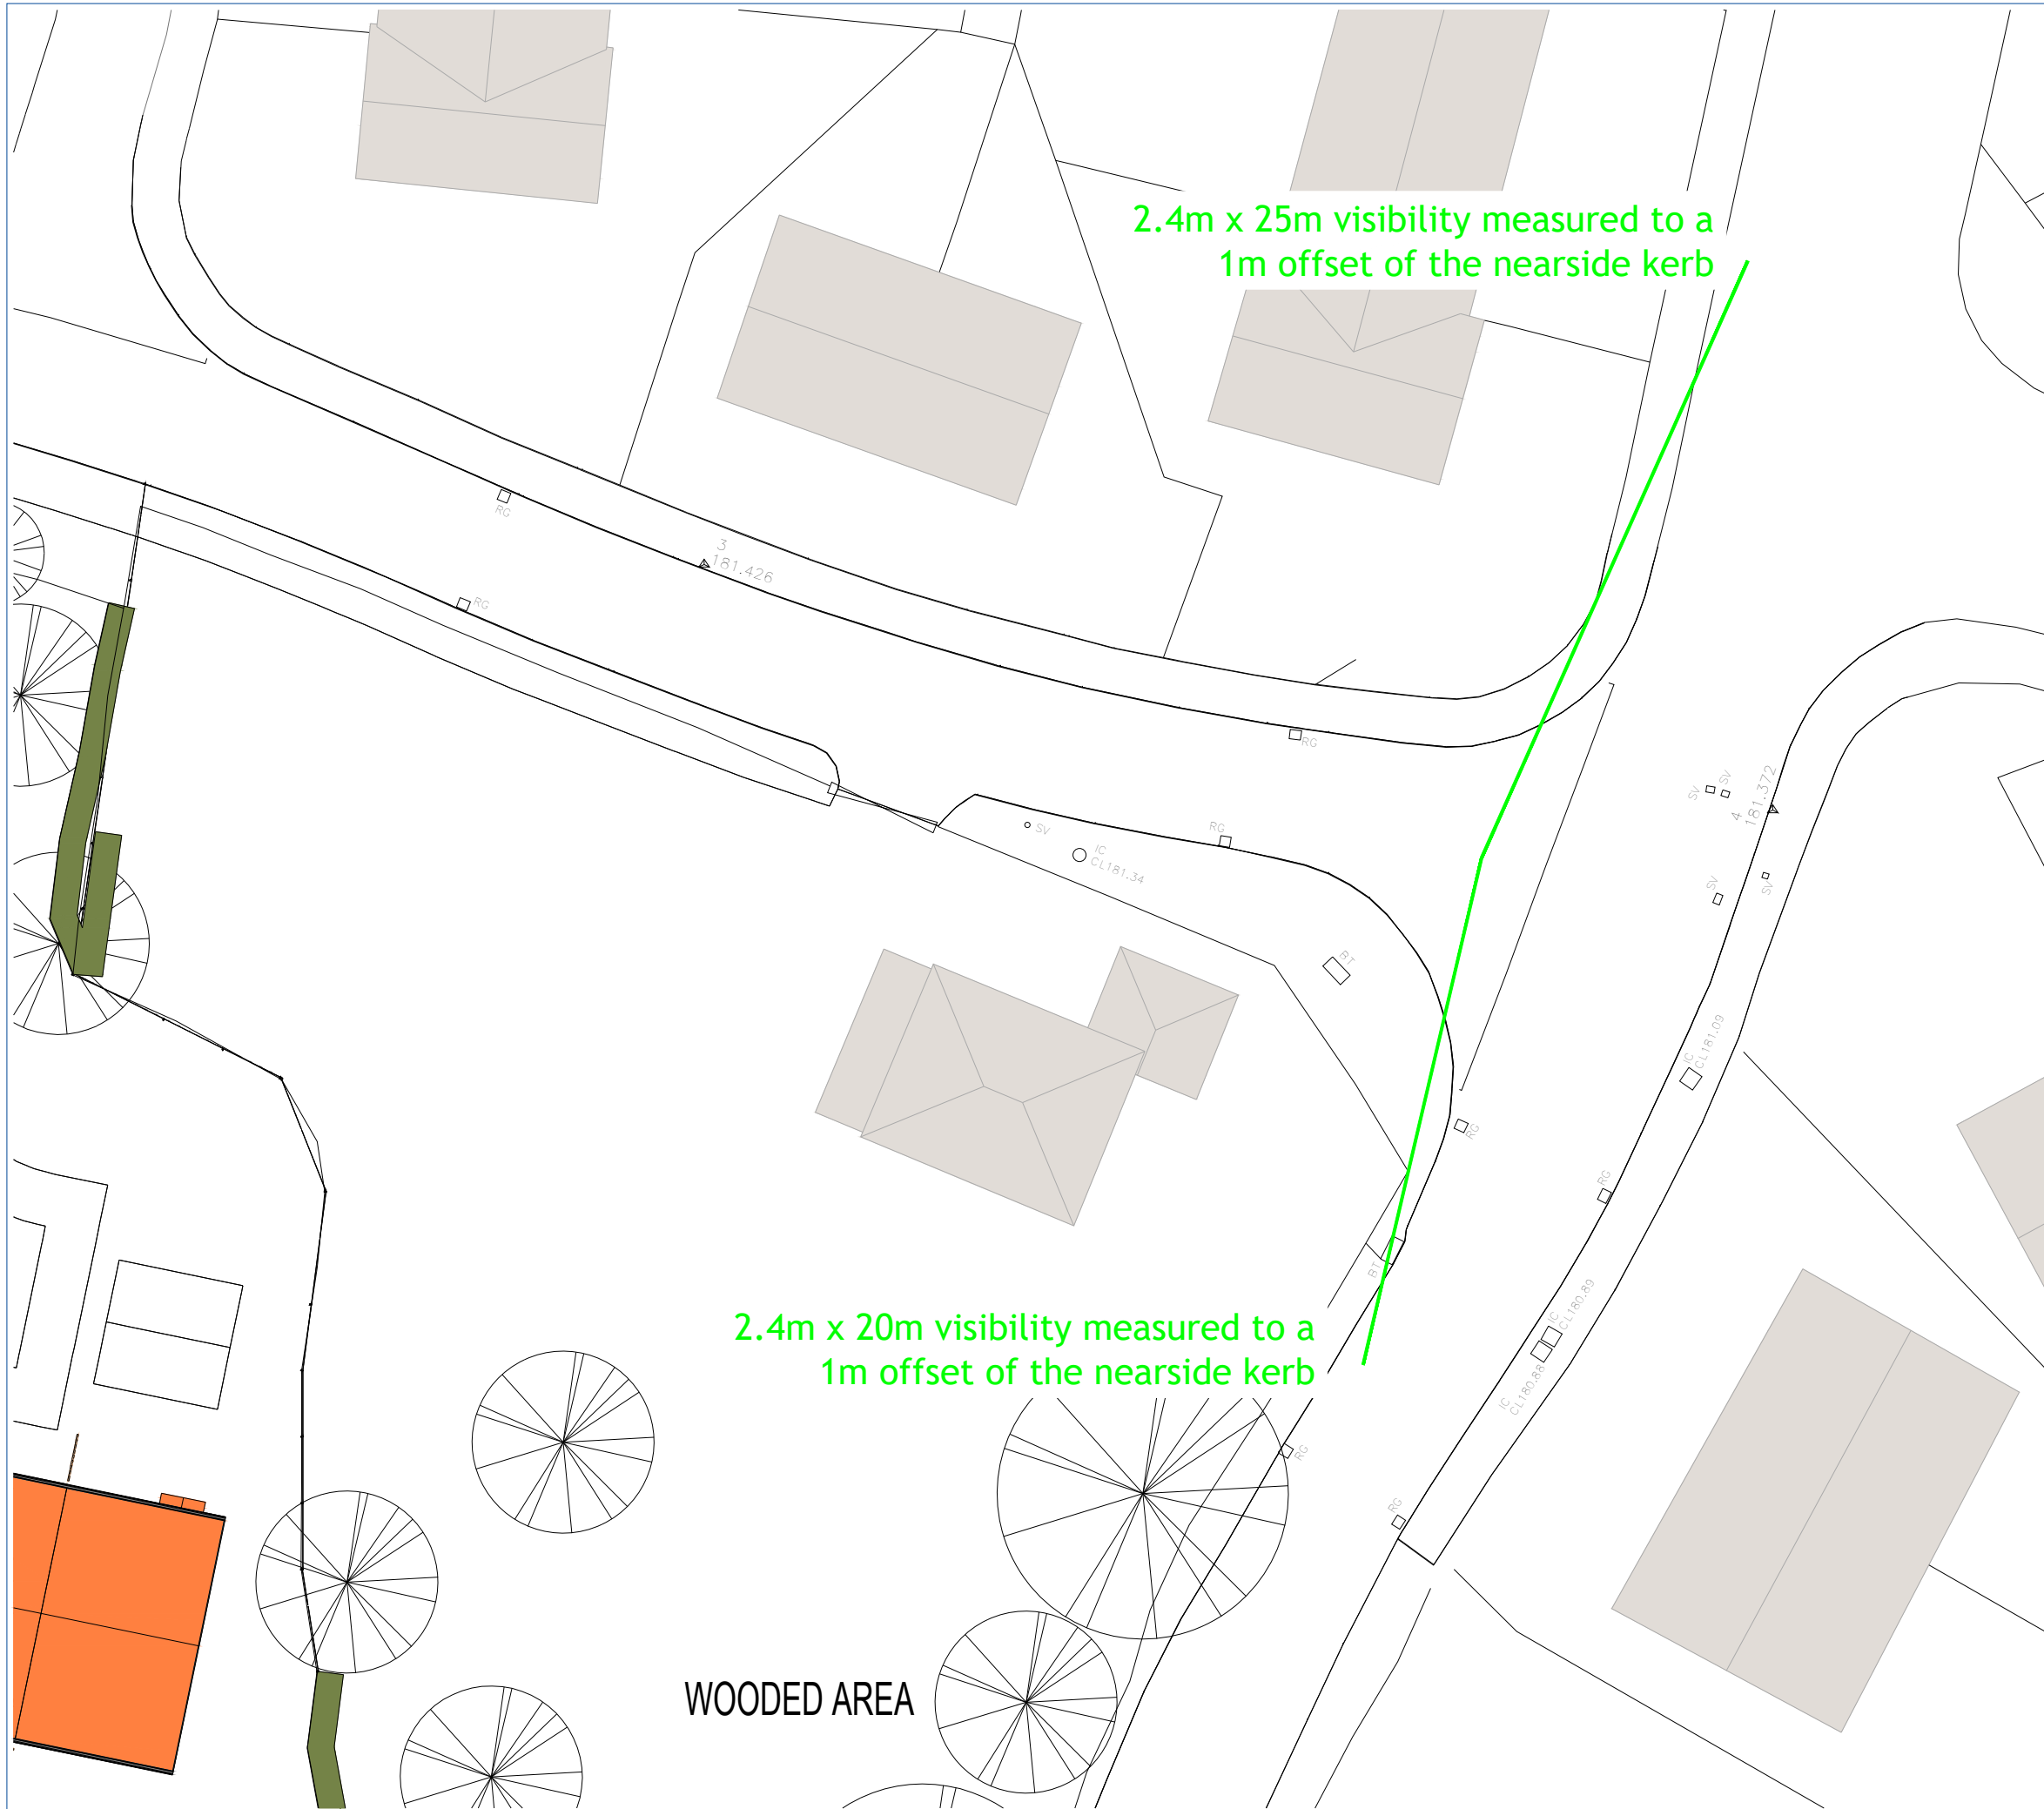 2.4m x 25m visibility measured to a
1m offset of the nearside kerb
RG
3
181.426
RG
RG
SV
SV
4
181.372
SV
IC
CL181.34
RG
SV
SV
BT
IC
CL181.09
RG
RG
BT
IC
CL180.89
2.4m x 20m visibility measured to a
1m offset of the nearside kerb
IC
CL180.88
RG
RG
WOODED AREA